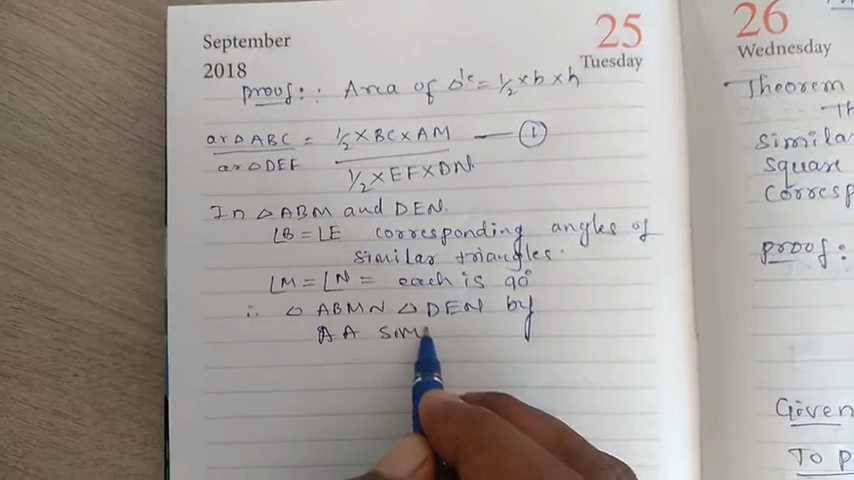 September
2018
25
Tuesday
proof:: Area of Δle = 1/2 × b × h
ar Δ ABC = 1/2 × BC × AM — 1
ar Δ DEF 1/2 × EF × DN.
In Δ ABM and DEN.
∠B = ∠E corresponding angles of
similar triangles.
∠M = ∠N = each is 90°
∴ Δ ABM ~ Δ DEN by
AA sim
26
Wednesday
Theorem
similar
square
corresp
proof:
Given
To p